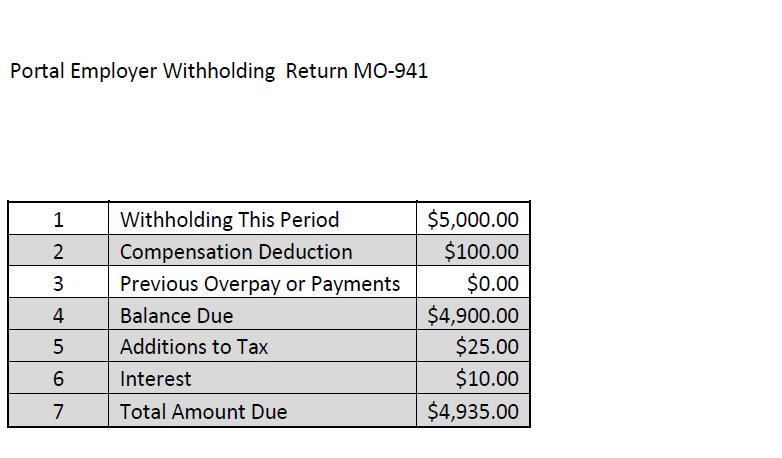 Portal Employer Withholding Return MO-941
1 Withholding This Period $5,000.00
2 Compensation Deduction $100.00
3 Previous Overpay or Payments $0.00
4 Balance Due $4,900.00
5 Additions to Tax $25.00
6 Interest $10.00
7 Total Amount Due $4,935.00